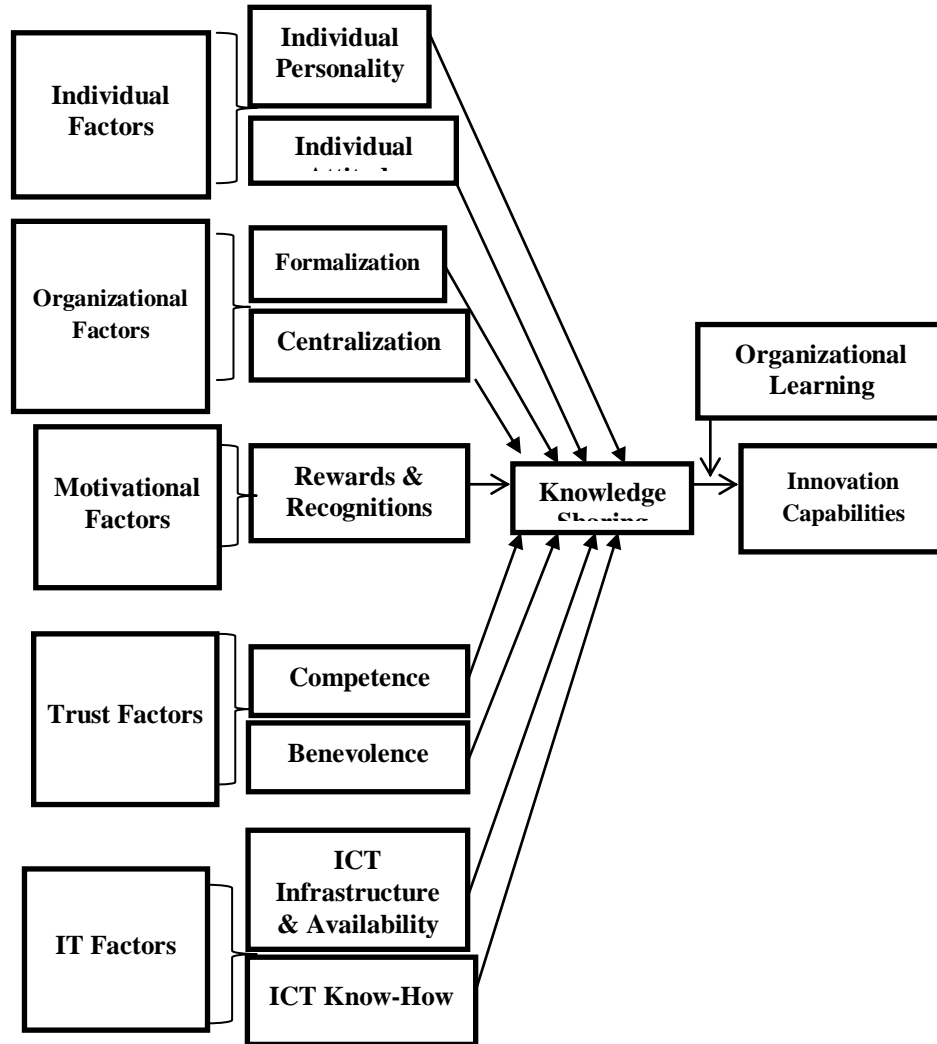 Individual
Factors
Individual
Personality
Individual
Organizational
Factors
Formalization
Centralization
Motivational
Factors
Rewards &
Recognitions
Knowledge
Organizational
Learning
Innovation
Capabilities
Trust Factors
Competence
Benevolence
IT Factors
ICT
Infrastructure
& Availability
ICT Know-How